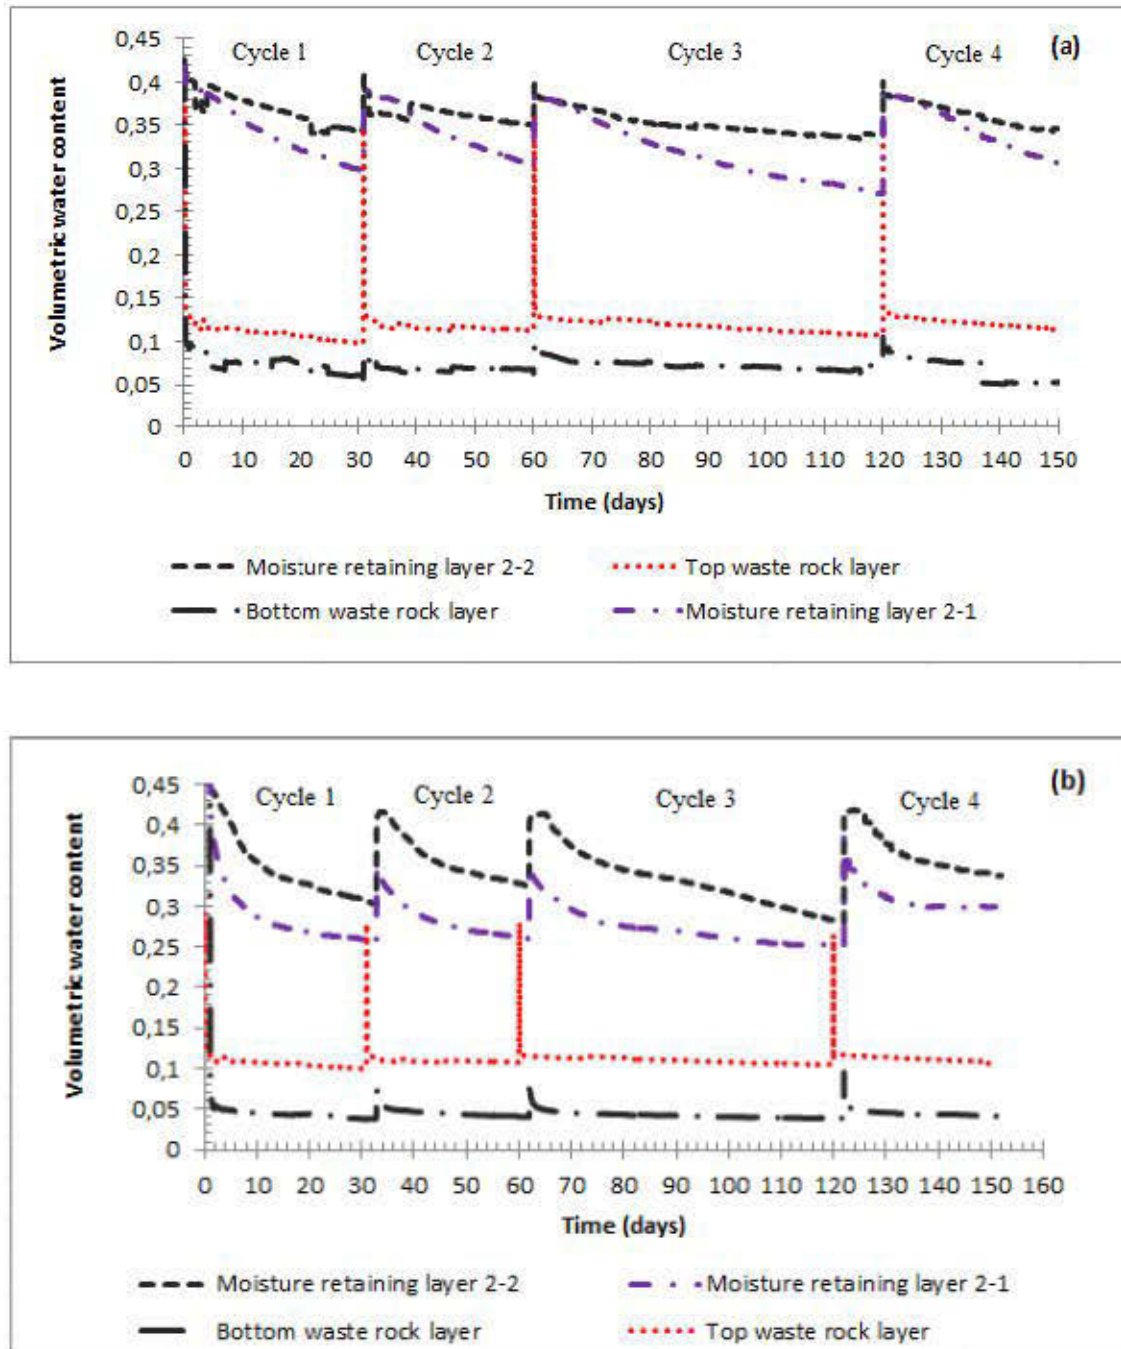 (a)
Cycle 1 Cycle 2 Cycle 3 Cycle 4
Volumetric water content
0,45
0,4
0,35
0,3
0,25
0,2
0,15
0,1
0,05
0
0 10 20 30 40 50 60 70 80 90 100 110 120 130 140 150
Time (days)
Moisture retaining layer 2-2 Top waste rock layer
Bottom waste rock layer Moisture retaining layer 2-1
(b)
Cycle 1 Cycle 2 Cycle 3 Cycle 4
Volumetric water content
0,45
0,4
0,35
0,3
0,25
0,2
0,15
0,1
0,05
0
0 10 20 30 40 50 60 70 80 90 100 110 120 130 140 150 160
Time (days)
Moisture retaining layer 2-2 Moisture retaining layer 2-1
Bottom waste rock layer Top waste rock layer